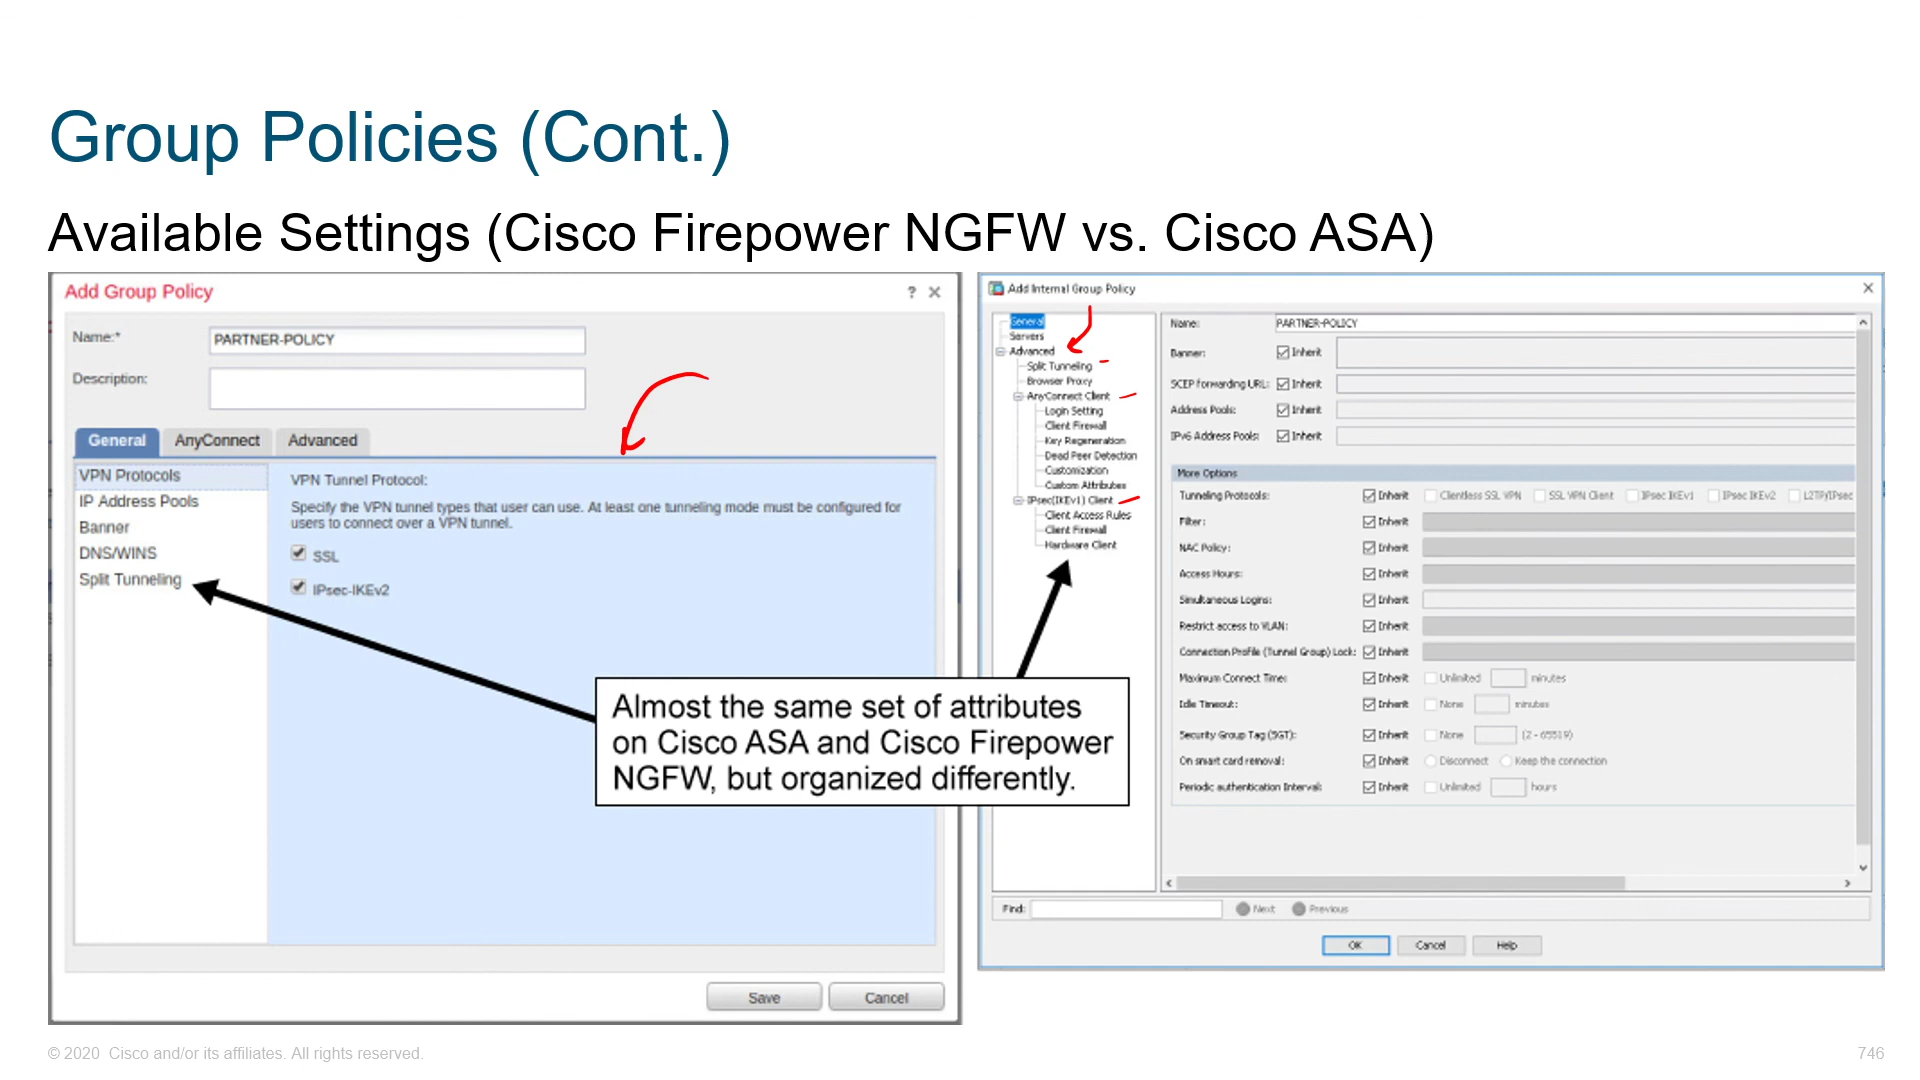 Group Policies (Cont.)
Available Settings (Cisco Firepower NGFW vs. Cisco ASA)
Add Group Policy
? ×
Name:*
PARTNER-POLICY
Description:
General
AnyConnect
Advanced
VPN Protocols
IP Address Pools
Banner
DNS/WINS
Split Tunneling
VPN Tunnel Protocol:
Specify the VPN tunnel types that user can use. At least one tunneling mode must be configured for
users to connect over a VPN tunnel.
SSL
IPsec-IKEv2
Save
Cancel
Almost the same set of attributes
on Cisco ASA and Cisco Firepower
NGFW, but organized differently.
Add Internal Group Policy
General
Servers
Advanced
Split Tunneling
Browser Proxy
AnyConnect Client
Login Setting
Client Firewall
Key Regeneration
Dead Peer Detection
Customization
Custom Attributes
IPsec(IKEv1) Client
Client Access Rules
Client Firewall
Hardware Client
Name: PARTNER-POLICY
Banner: Inherit
SCEP forwarding URL: Inherit
Address Pools: Inherit
IPv6 Address Pools: Inherit
More Options
Tunneling Protocols: Inherit Clientless SSL VPN SSL VPN Client IPsec IKEv1 IPsec IKEv2 L2TP/IPsec
Filter: Inherit
NAC Policy: Inherit
Access Hours: Inherit
Simultaneous Logins: Inherit
Restrict access to VLAN: Inherit
Connection Profile (Tunnel Group) Lock: Inherit
Maximum Connect Time: Inherit Unlimited minutes
Idle Timeout: Inherit None minutes
Security Group Tag (SGT): Inherit None (2 - 65519)
On smart card removal: Inherit Disconnect Keep the connection
Periodic authentication Interval: Inherit Unlimited hours
Find: Next Previous
OK
Cancel
Help
© 2020 Cisco and/or its affiliates. All rights reserved.
746